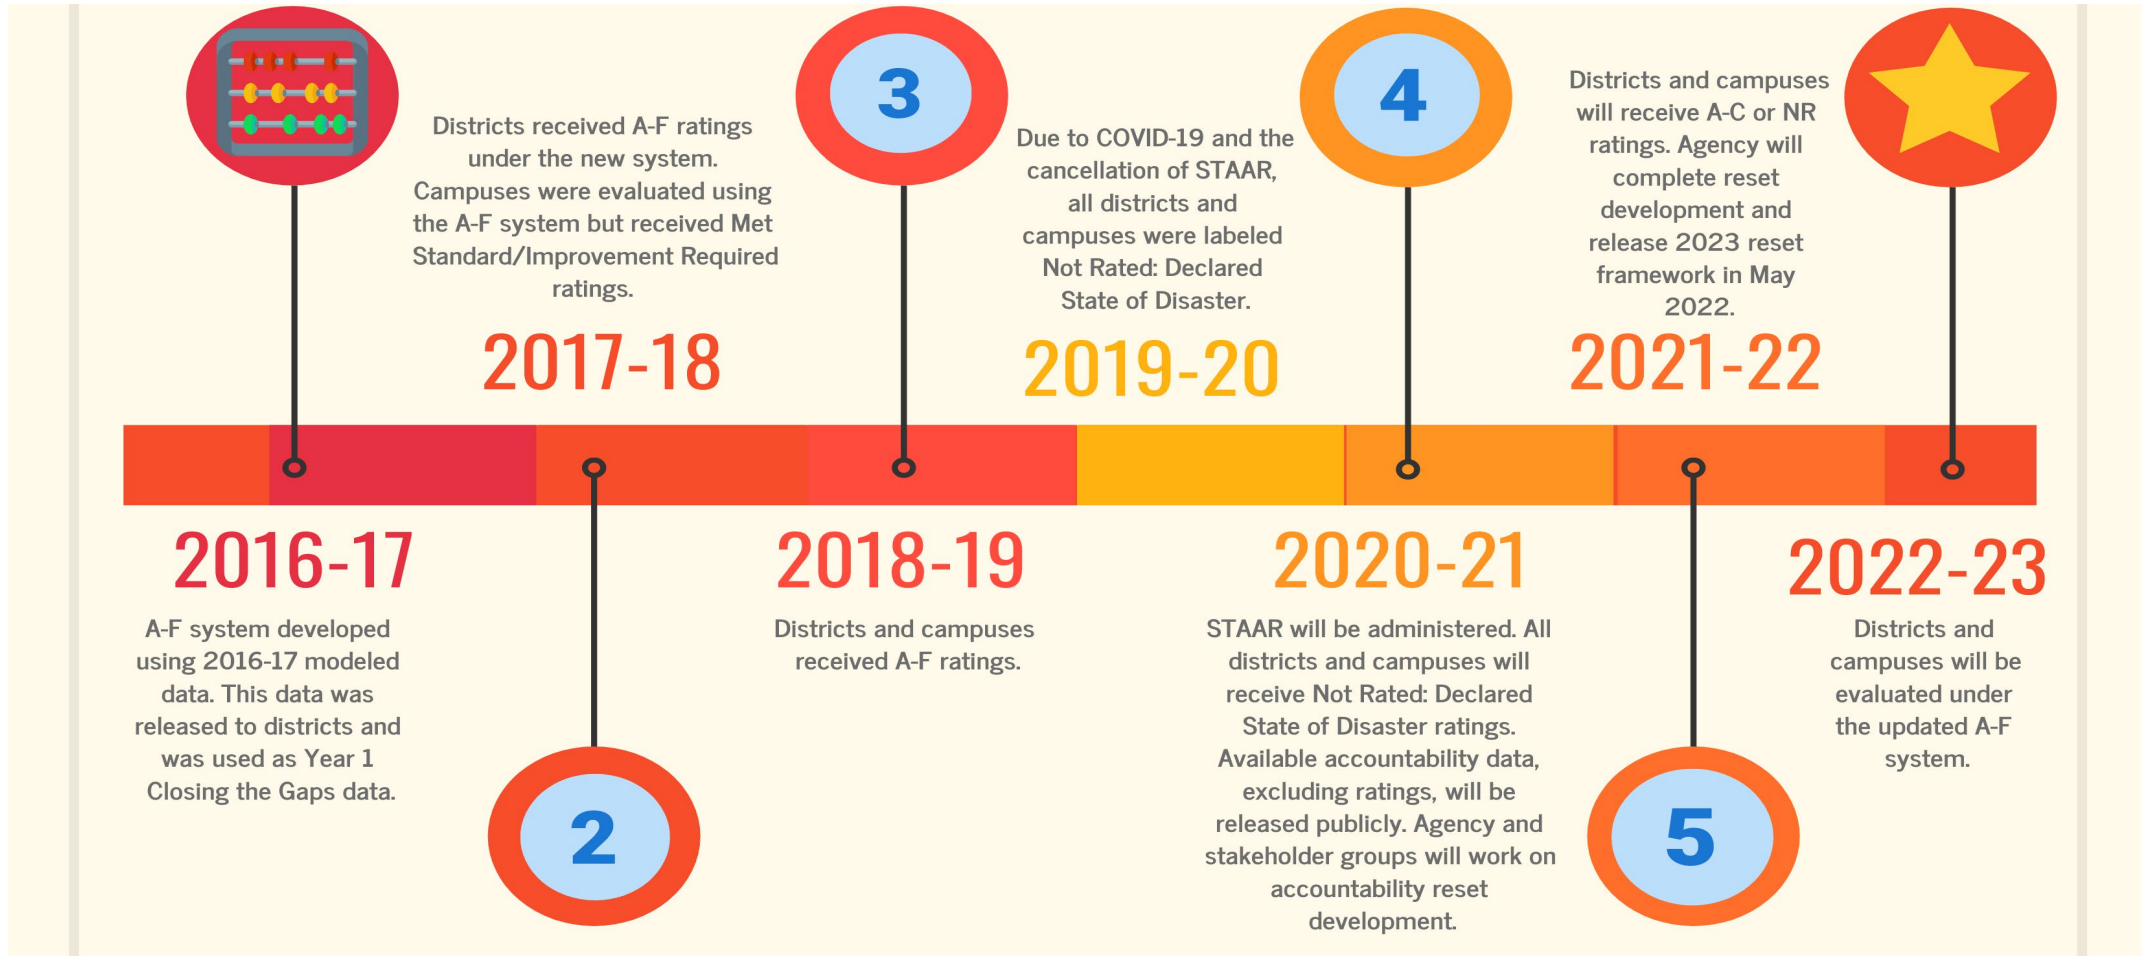 Districts received A-F ratings
under the new system.
Campuses were evaluated using
the A-F system but received Met
Standard/Improvement Required
ratings.
2017-18
3
Due to COVID-19 and the
cancellation of STAAR,
all districts and
campuses were labeled
Not Rated: Declared
State of Disaster.
2019-20
4
Districts and campuses
will receive A-C or NR
ratings. Agency will
complete reset
development and
release 2023 reset
framework in May
2022.
2021-22
2016-17
A-F system developed
using 2016-17 modeled
data. This data was
released to districts and
was used as Year 1
Closing the Gaps data.
2
2018-19
Districts and campuses
received A-F ratings.
2020-21
STAAR will be administered. All
districts and campuses will
receive Not Rated: Declared
State of Disaster ratings.
Available accountability data,
excluding ratings, will be
released publicly. Agency and
stakeholder groups will work on
accountability reset
development.
5
2022-23
Districts and
campuses will be
evaluated under
the updated A-F
system.